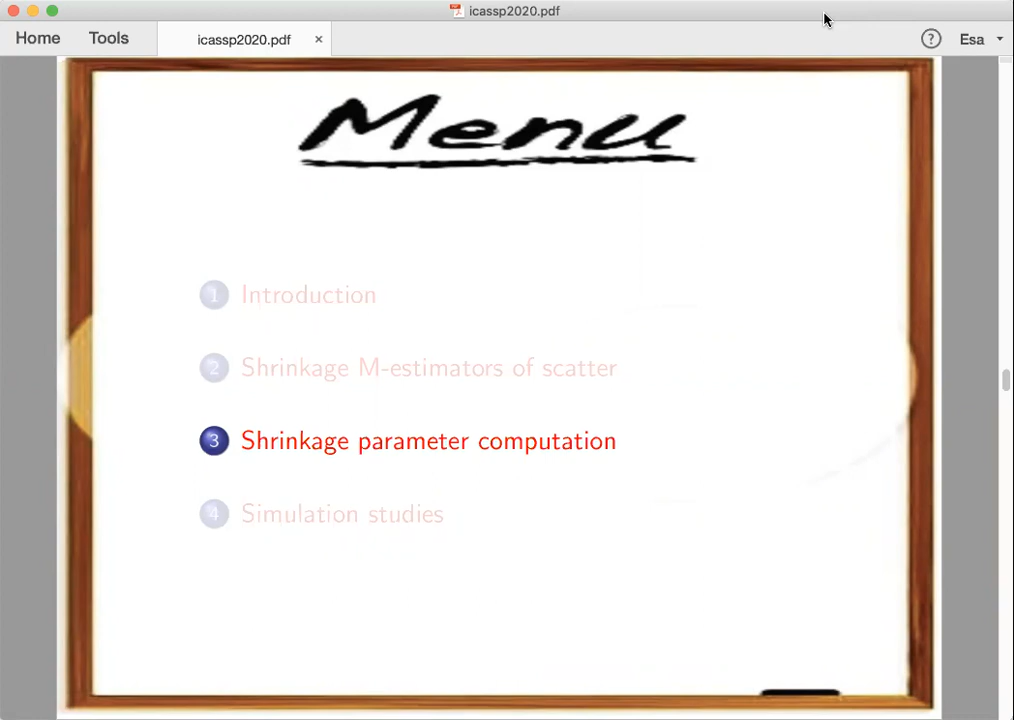 icassp2020.pdf
Home Tools icassp2020.pdf × ? Esa
Menu
1 Introduction
2 Shrinkage M-estimators of scatter
3 Shrinkage parameter computation
4 Simulation studies